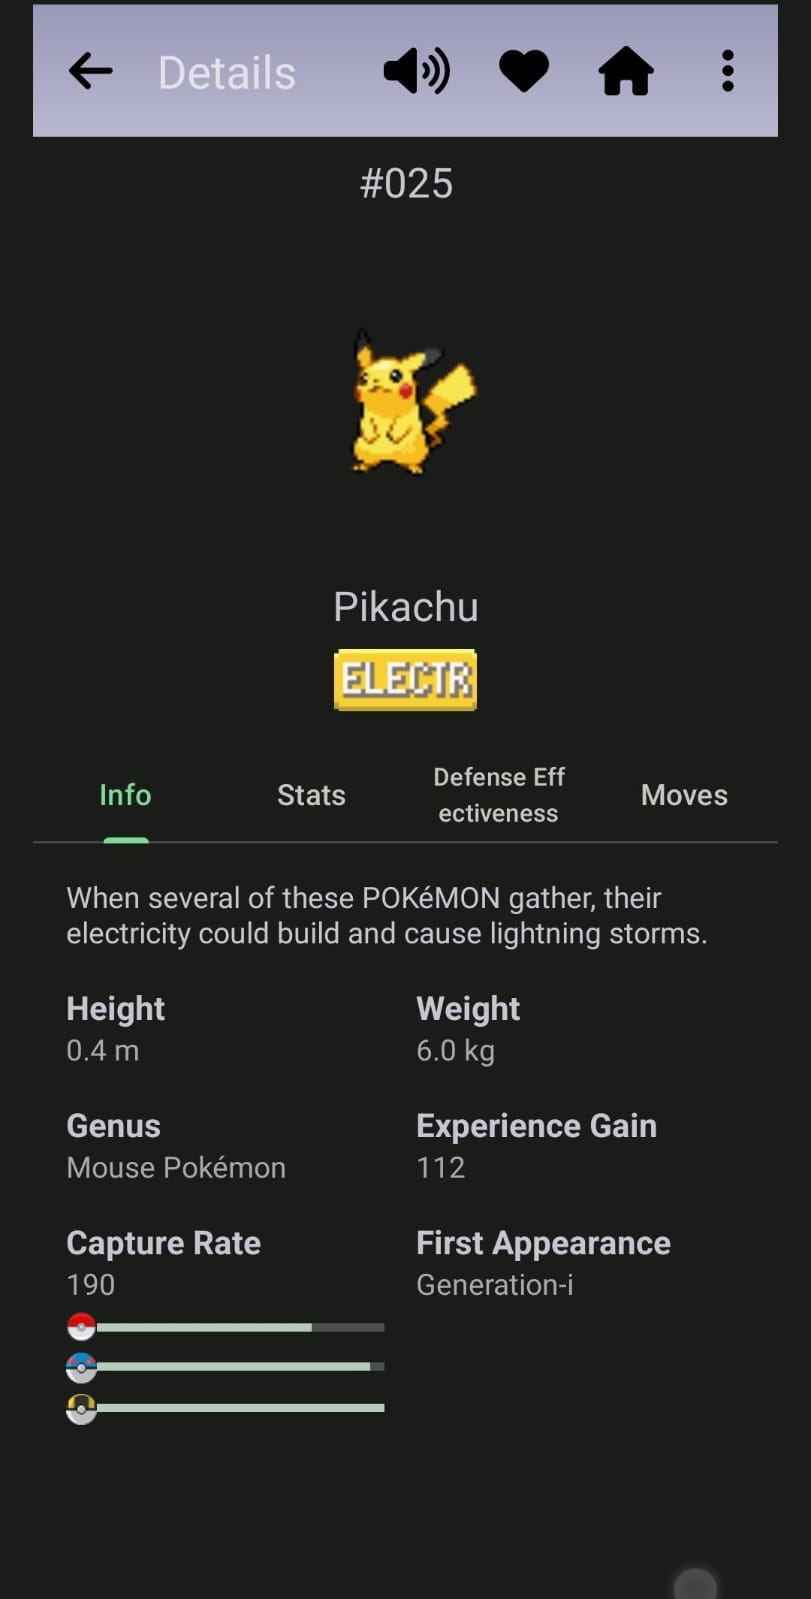 Details
#025
Pikachu
ELECTR
Info
Stats
Defense Eff
ectiveness
Moves
When several of these POKéMON gather, their
electricity could build and cause lightning storms.
Height
Weight
0.4 m
6.0 kg
Genus
Experience Gain
Mouse Pokémon
112
Capture Rate
First Appearance
190
Generation-i